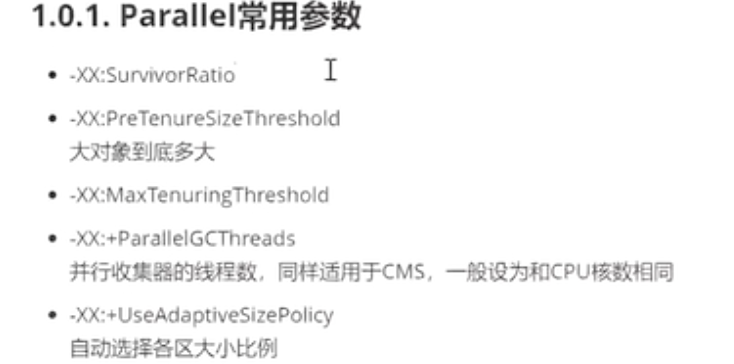 1.0.1. Parallel常用参数
-XX:SurvivorRatio
-XX:PreTenureSizeThreshold
大对象到底多大
-XX:MaxTenuringThreshold
-XX:+ParallelGCThreads
并行收集器的线程数，同样适用于CMS，一般设为和CPU核数相同
-XX:+UseAdaptiveSizePolicy
自动选择各区大小比例